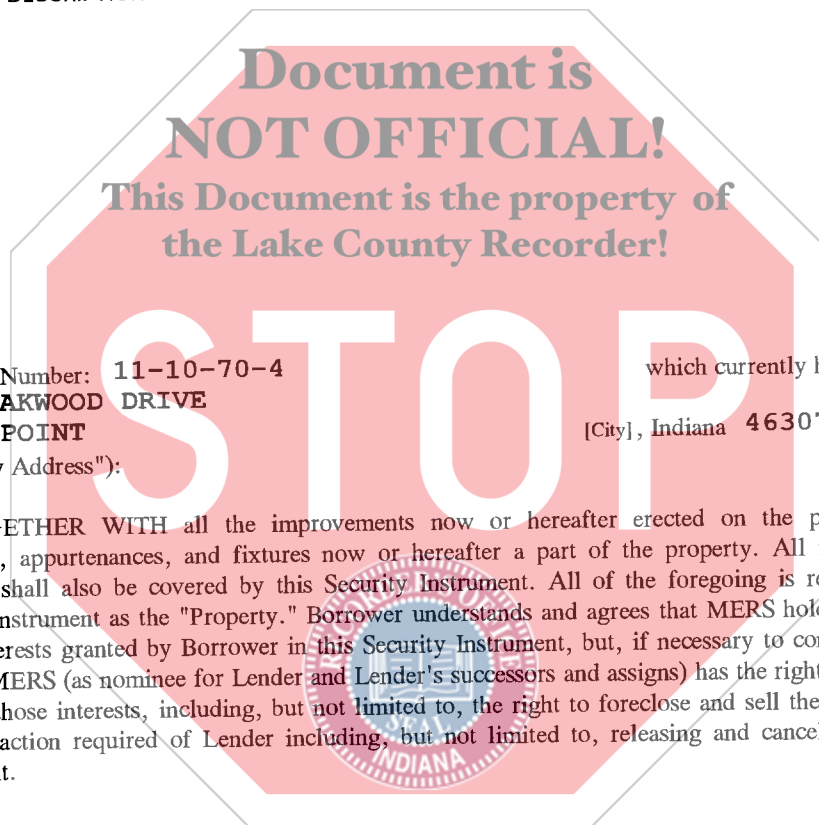 Document is
NOT OFFICIAL!
This Document is the property of
the Lake County Recorder!
STOP
Number: 11-10-70-4 which currently h
AKWOOD DRIVE
POINT [City], Indiana 46307
Address"):
ETHER WITH all the improvements now or hereafter erected on the p
, appurtenances, and fixtures now or hereafter a part of the property. All
shall also be covered by this Security Instrument. All of the foregoing is re
nstrument as the "Property." Borrower understands and agrees that MERS hol
erests granted by Borrower in this Security Instrument, but, if necessary to co
MERS (as nominee for Lender and Lender's successors and assigns) has the right
hose interests, including, but not limited to, the right to foreclose and sell the
action required of Lender including, but not limited to, releasing and cance
t.
SEAL
INDIANA